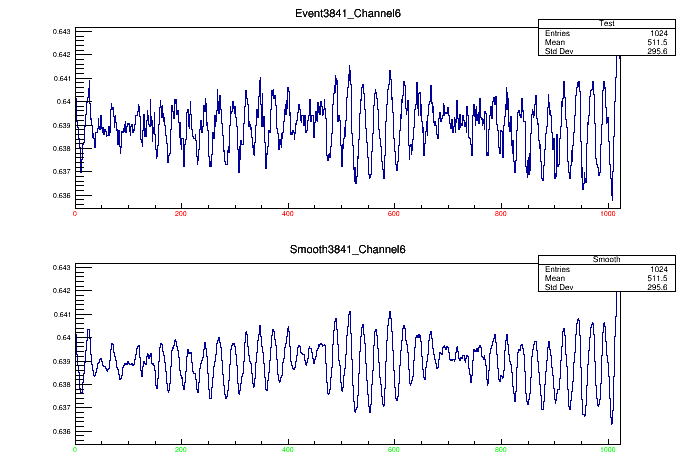 Event3841_Channel6
Test
Entries 1024
Mean 511.5
Std Dev 295.6
0.643
0.642
0.641
0.64
0.639
0.638
0.637
0.636
0 200 400 600 800 1000
Smooth3841_Channel6
Smooth
Entries 1024
Mean 511.5
Std Dev 295.6
0.643
0.642
0.641
0.64
0.639
0.638
0.637
0.636
0 200 400 600 800 1000